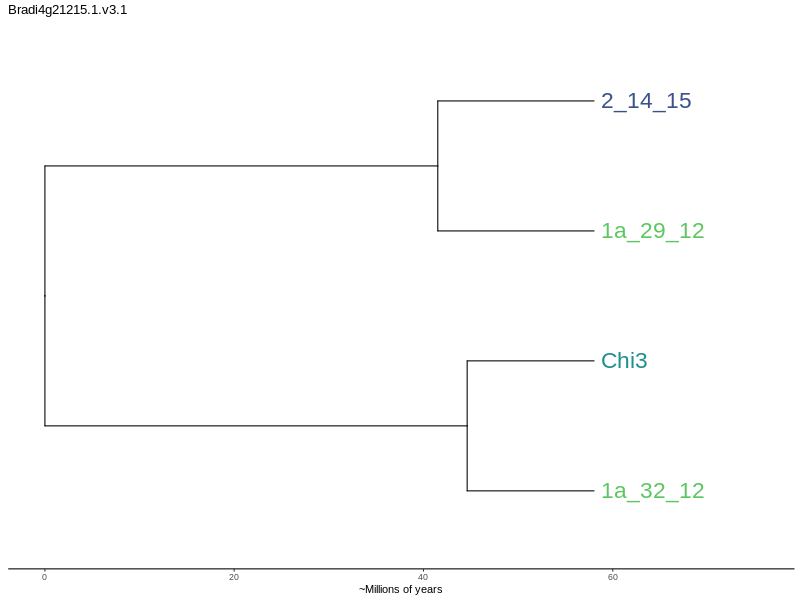 Bradi4g21215.1.v3.1
2_14_15
1a_29_12
Chi3
1a_32_12
0 20 40 60
~Millions of years